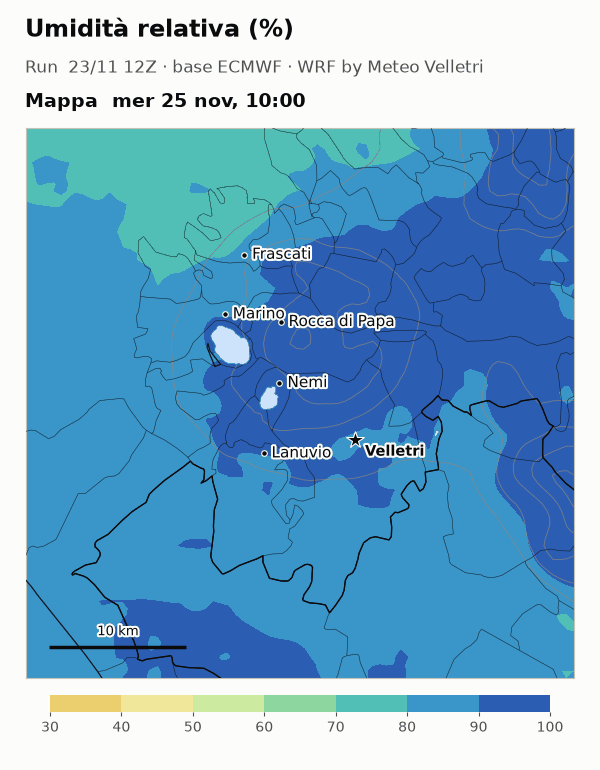 Umidità relativa (%)
Run  23/11 12Z · base ECMWF · WRF by Meteo Velletri
Mappa  mer 25 nov, 10:00
Frascati
Marino
Rocca di Papa
Nemi
Velletri
Lanuvio
10 km
30 40 50 60 70 80 90 100